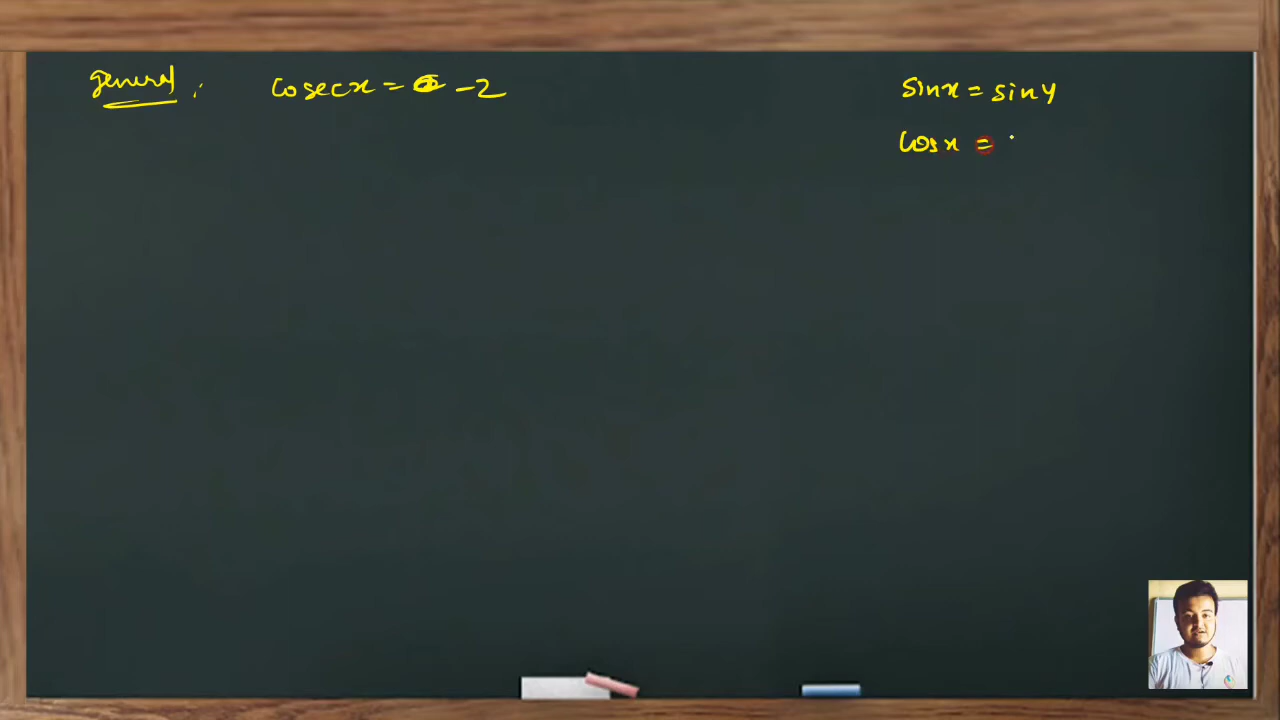 general : cosecx = -2
sinx = siny
cosx =